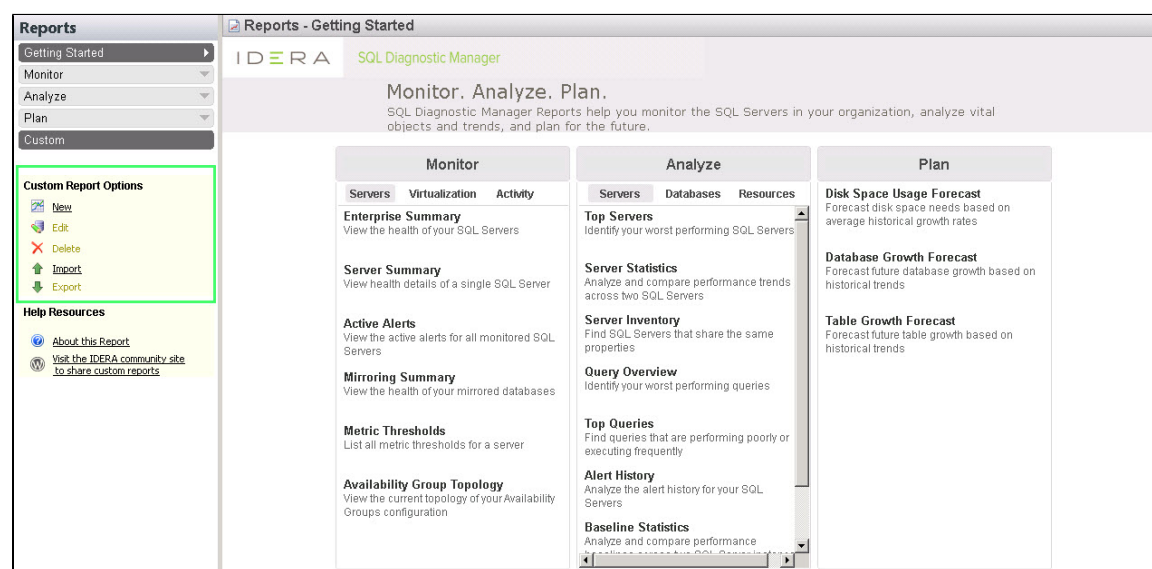 Reports
Getting Started
Monitor
Analyze
Plan
Custom
Custom Report Options
New
Edit
Delete
Import
Export
Help Resources
About this Report
Visit the IDERA community site
to share custom reports
Reports - Getting Started
IDERA SQL Diagnostic Manager
Monitor. Analyze. Plan.
SQL Diagnostic Manager Reports help you monitor the SQL Servers in your organization, analyze vital
objects and trends, and plan for the future.
Monitor
Servers Virtualization Activity
Enterprise Summary
View the health of your SQL Servers
Server Summary
View health details of a single SQL Server
Active Alerts
View the active alerts for all monitored SQL
Servers
Mirroring Summary
View the health of your mirrored databases
Metric Thresholds
List all metric thresholds for a server
Availability Group Topology
View the current topology of your Availability
Groups configuration
Analyze
Servers Databases Resources
Top Servers
Identify your worst performing SQL Servers
Server Statistics
Analyze and compare performance trends
across two SQL Servers
Server Inventory
Find SQL Servers that share the same
properties
Query Overview
Identify your worst performing queries
Top Queries
Find queries that are performing poorly or
executing frequently
Alert History
Analyze the alert history for your SQL
Servers
Baseline Statistics
Analyze and compare performance
Plan
Disk Space Usage Forecast
Forecast disk space needs based on
average historical growth rates
Database Growth Forecast
Forecast future database growth based on
historical trends
Table Growth Forecast
Forecast future table growth based on
historical trends